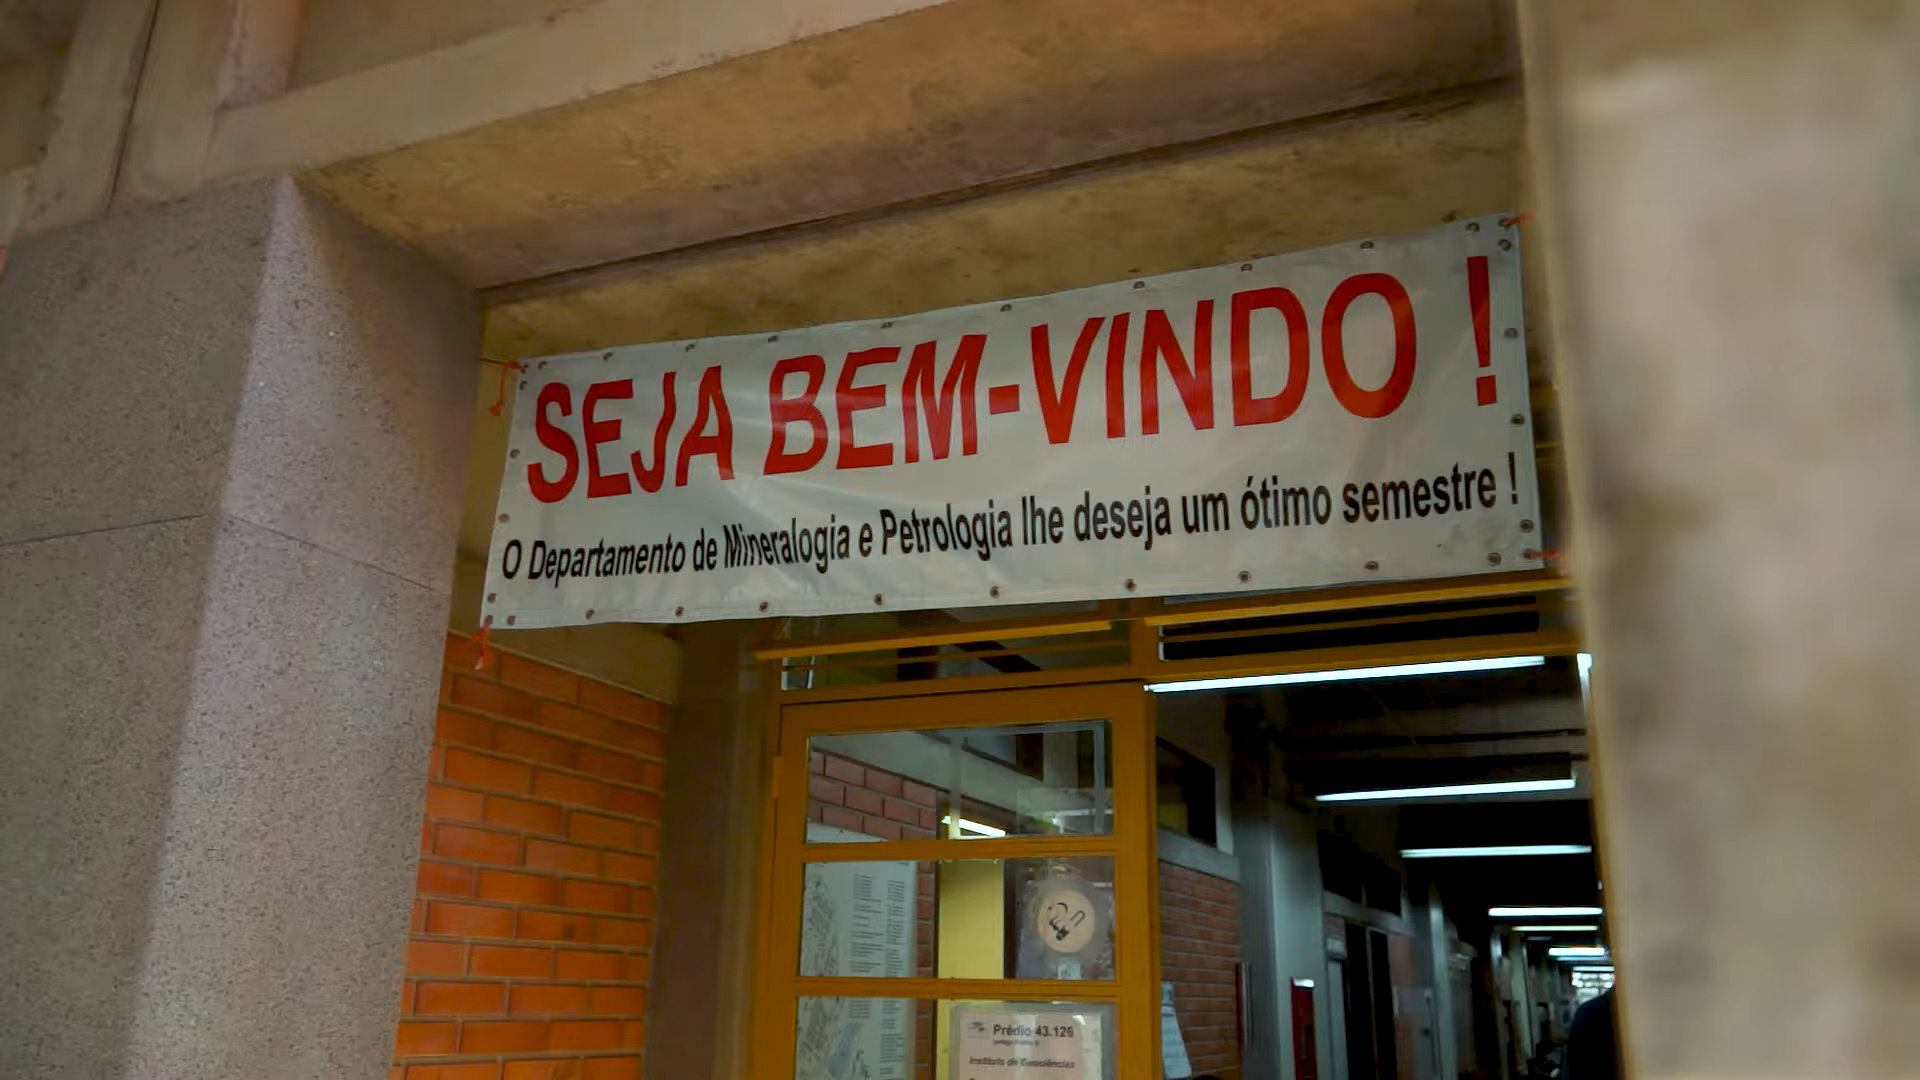 SEJA BEM-VINDO !
O Departamento de Mineralogia e Petrologia lhe deseja um ótimo semestre !
Prédio 43.126
Instituto de Geociências